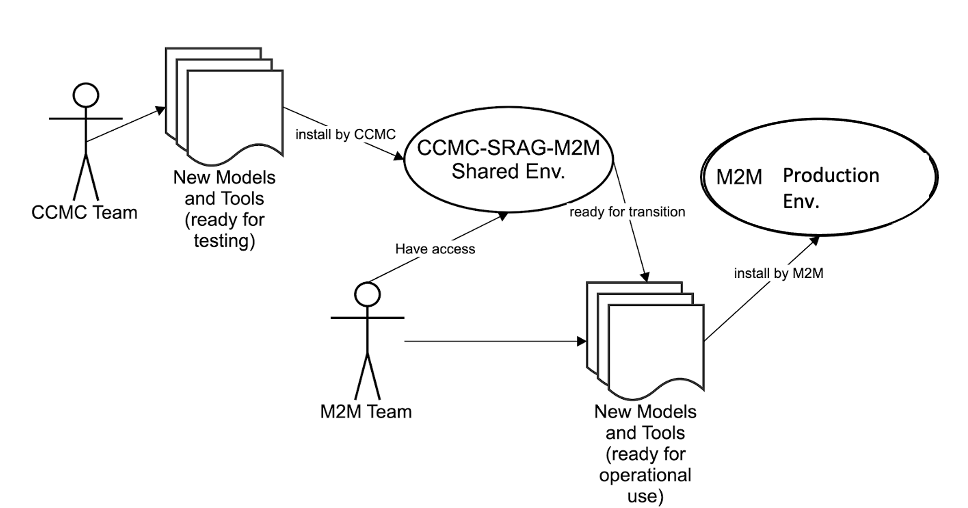 CCMC Team
New Models
and Tools
(ready for
testing)
install by CCMC
CCMC-SRAG-M2M
Shared Env.
Have access
M2M Team
ready for transition
New Models
and Tools
(ready for
operational
use)
install by M2M
M2M Production
Env.